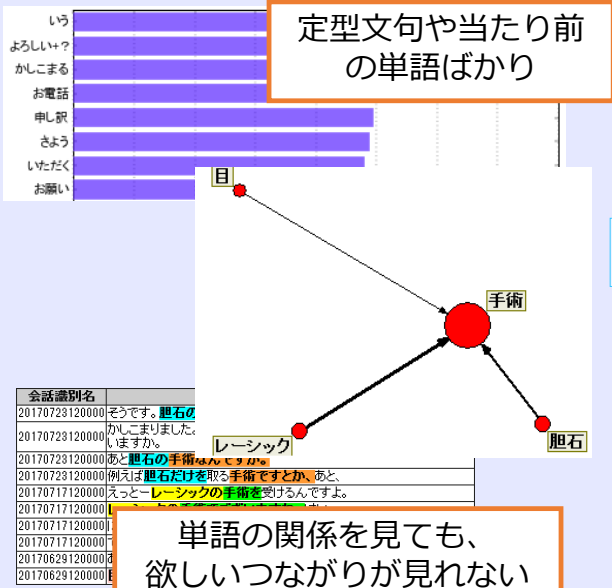 定型文句や当たり前
の単語ばかり
いう
よろしい+?
かしこまる
お電話
申し訳
さよう
いただく
お願い
目
手術
レーシック
胆石
会話識別名
20170723120000 そうです。胆石の
20170723120000 かしこまりました。
いますか。
20170723120000 あと胆石の手術なんですか。
20170723120000 例えば胆石だけを取る手術ですとか、あと、
20170717120000 えっとーレーシックの手術を受けるんですよ。
20170717120000
20170717120000
20170717120000
20170629120000
20170629120000
単語の関係を見ても、
欲しいつながりが見れない